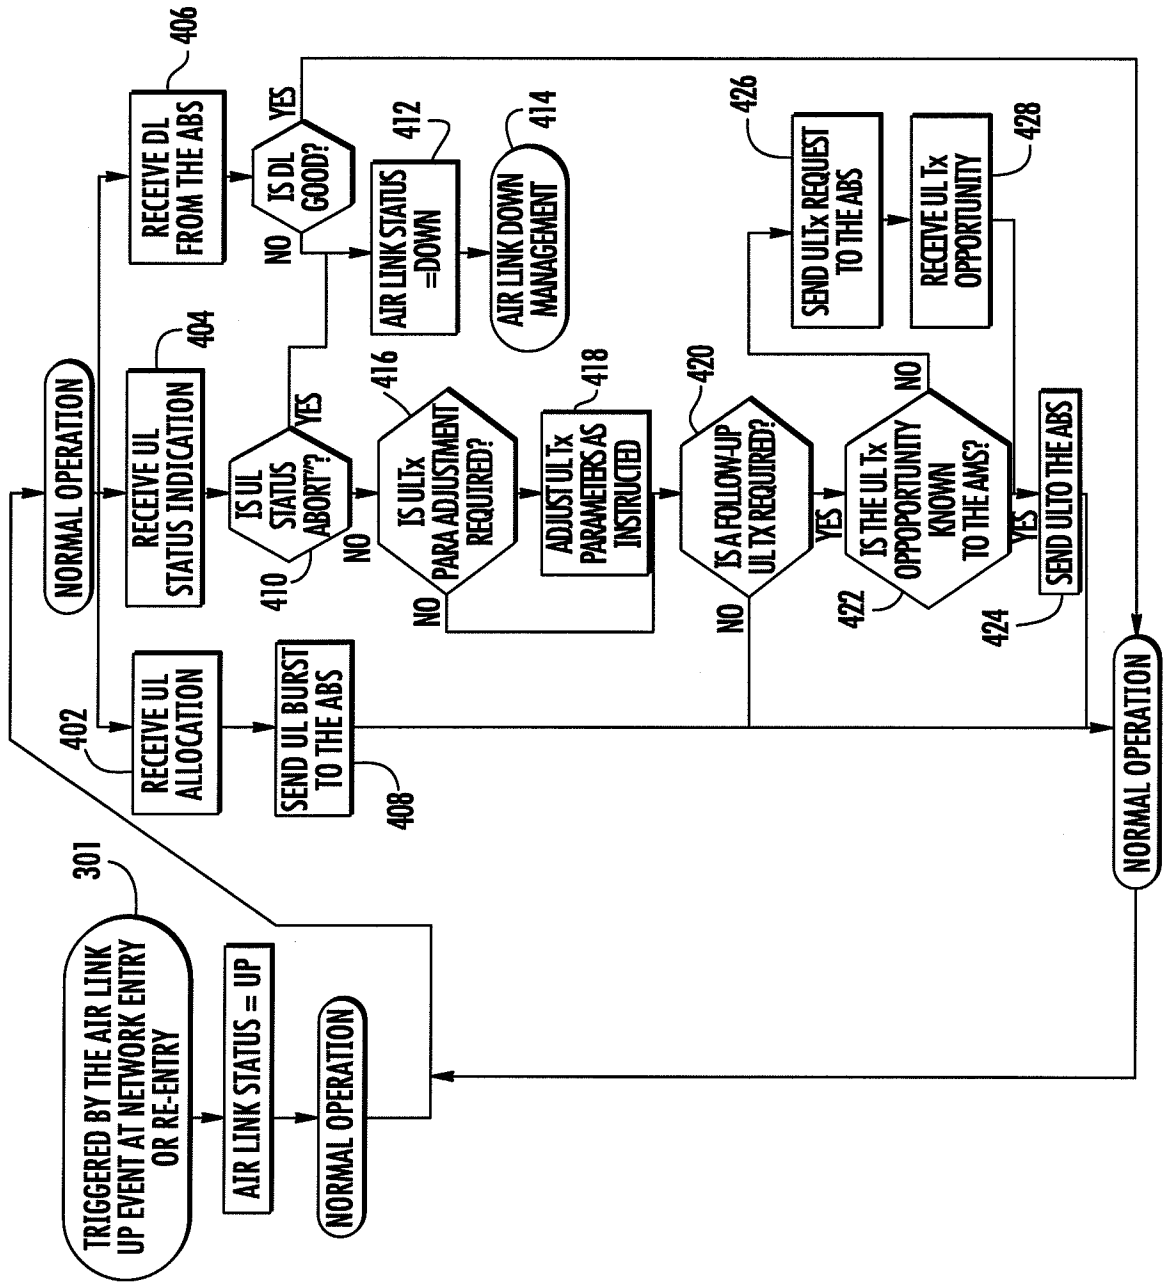 TRIGGERED BY THE AIR LINK
UP EVENT AT NETWORK ENTRY
OR RE-ENTRY
301
AIR LINK STATUS = UP
NORMAL OPERATION
NORMAL OPERATION
402
RECEIVE UL
ALLOCATION
SEND UL BURST
TO THE ABS
408
RECEIVE UL
STATUS INDICATION
404
IS UL
STATUS
ABORT"?
410
YES
NO
RECEIVE DL
FROM THE ABS
406
IS DL
GOOD?
YES
NO
AIR LINK STATUS
=DOWN
412
AIR LINK DOWN
MANAGEMENT
414
IS ULTx
PARA ADJUSTMENT
REQUIRED?
416
NO
ADJUST UL Tx
PARAMETERS AS
INSTRUCTED
418
IS A FOLLOW-UP
UL TX REQUIRED?
420
NO
YES
IS THE UL Tx
OPPOPORTUNITY
KNOWN
TO THE AMS?
422
NO
YES
SEND ULTO THE ABS
424
SEND ULTx REQUEST
TO THE ABS
426
RECEIVE UL Tx
OPPORTUNITY
428
NORMAL OPERATION